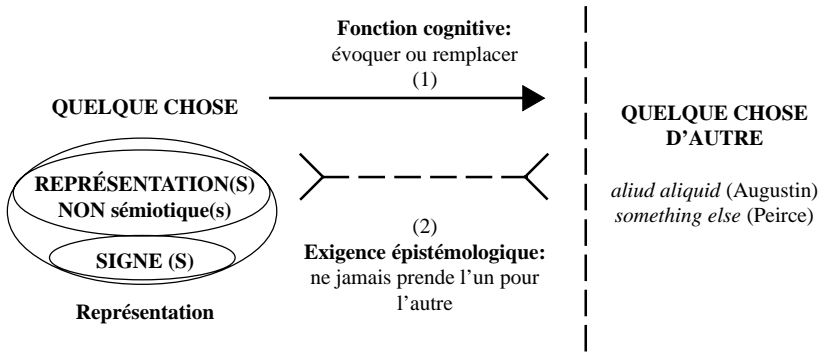 Fonction cognitive:
évoquer ou remplacer
(1)
QUELQUE CHOSE
REPRÉSENTATION(S)
NON sémiotique(s)
SIGNE (S)
Représentation
(2)
Exigence épistémologique:
ne jamais prende l'un pour
l'autre
QUELQUE CHOSE
D'AUTRE
aliud aliquid (Augustin)
something else (Peirce)